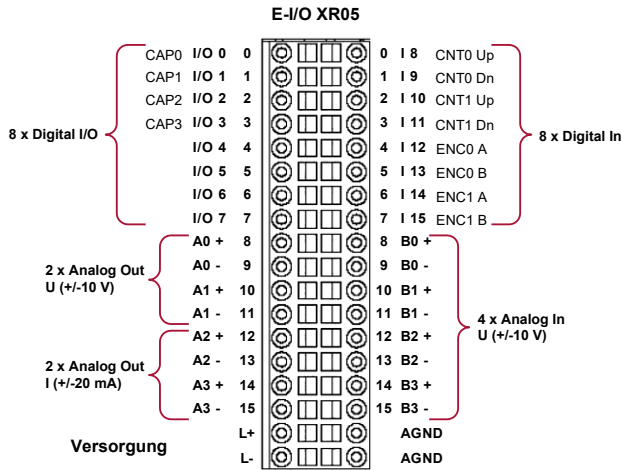 E-I/O XR05
CAP0 I/O 0 0 0 I 8 CNT0 Up
CAP1 I/O 1 1 1 I 9 CNT0 Dn
CAP2 I/O 2 2 2 I 10 CNT1 Up
CAP3 I/O 3 3 3 I 11 CNT1 Dn
8 x Digital I/O 8 x Digital In
I/O 4 4 4 I 12 ENC0 A
I/O 5 5 5 I 13 ENC0 B
I/O 6 6 6 I 14 ENC1 A
I/O 7 7 7 I 15 ENC1 B
A0 + 8 8 B0 +
A0 - 9 9 B0 -
2 x Analog Out
U (+/-10 V)
A1 + 10 10 B1 +
A1 - 11 11 B1 -
4 x Analog In
U (+/-10 V)
A2 + 12 12 B2 +
A2 - 13 13 B2 -
2 x Analog Out
I (+/-20 mA)
A3 + 14 14 B3 +
A3 - 15 15 B3 -
Versorgung
L+ AGND
L- AGND